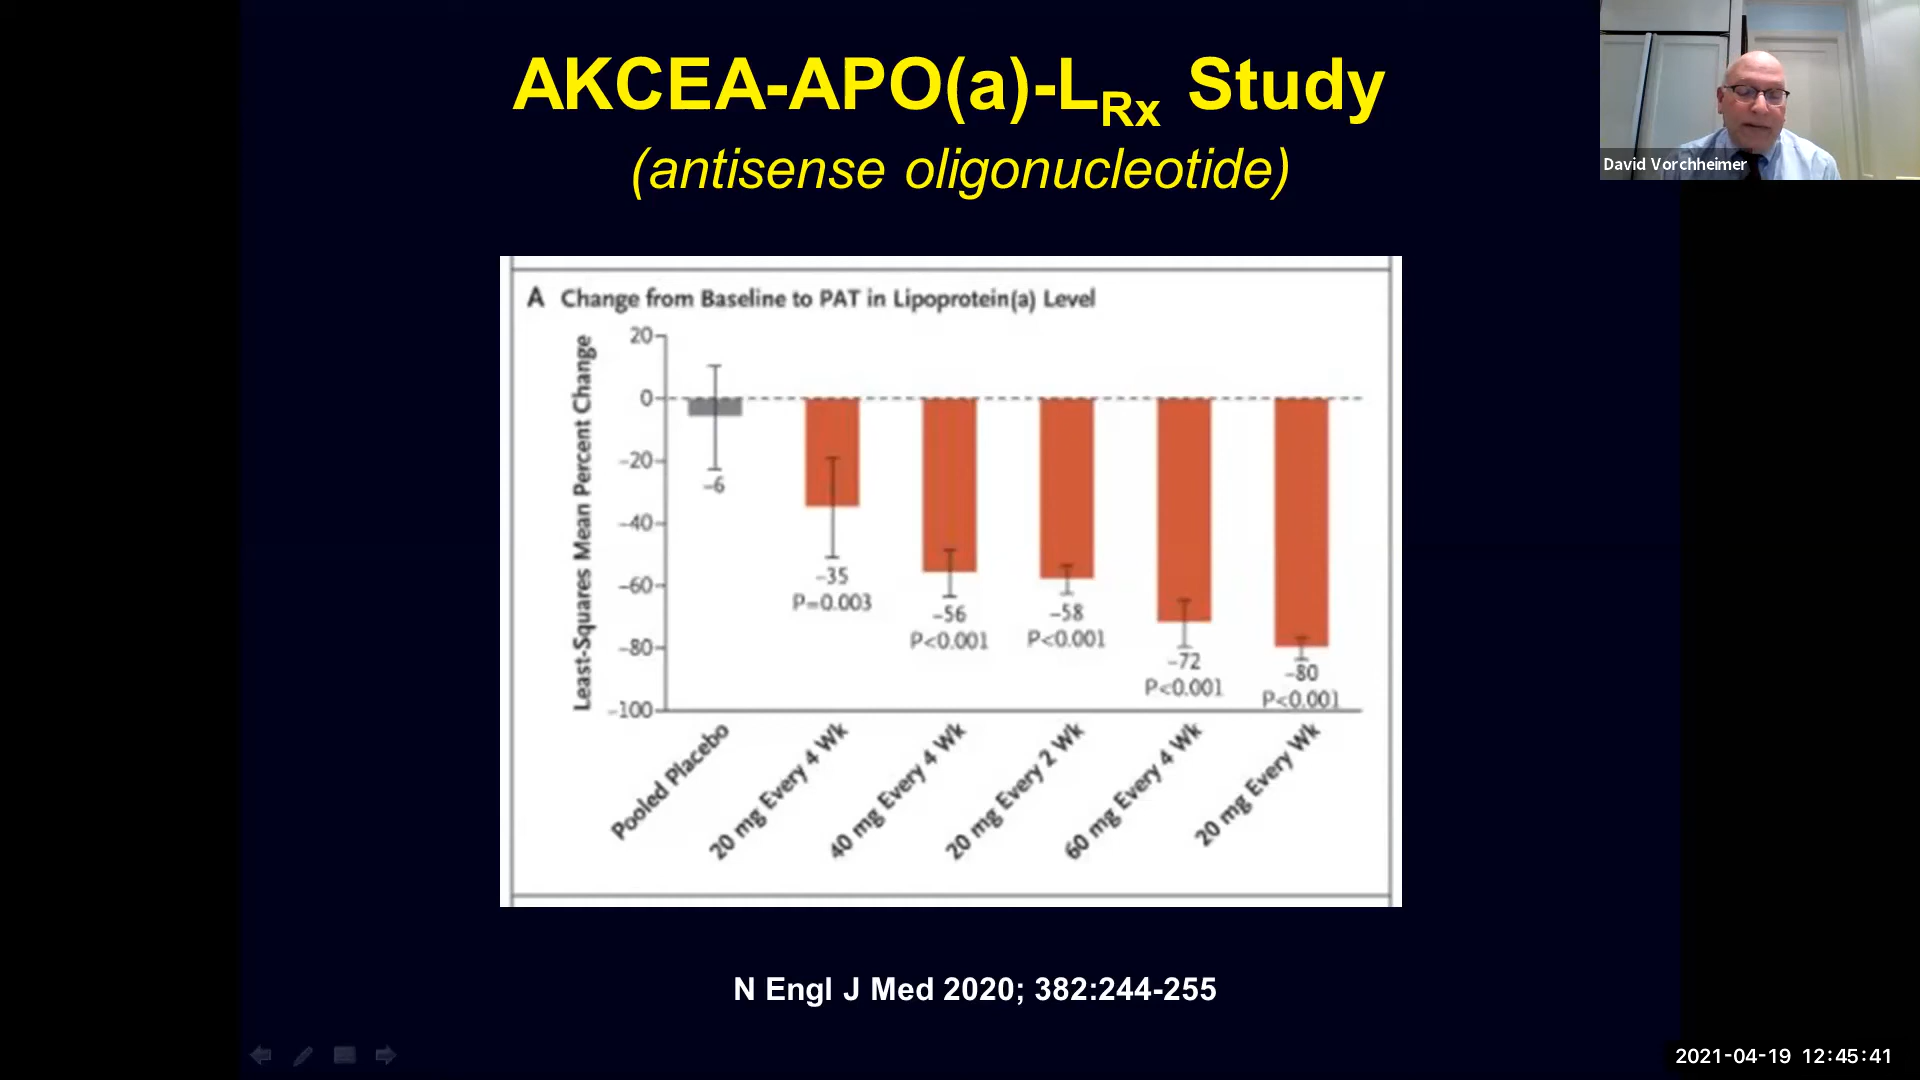 AKCEA-APO(a)-LRx Study
(antisense oligonucleotide)
David Vorchheimer
A Change from Baseline to PAT in Lipoprotein(a) Level
Least-Squares Mean Percent Change
20
0
–20
–40
–60
–80
–100
–6
–35
P=0.003
–56
P<0.001
–58
P<0.001
–72
P<0.001
–80
P<0.001
Pooled Placebo
20 mg Every 4 Wk
40 mg Every 4 Wk
20 mg Every 2 Wk
60 mg Every 4 Wk
20 mg Every Wk
N Engl J Med 2020; 382:244-255
2021-04-19 12:45:41